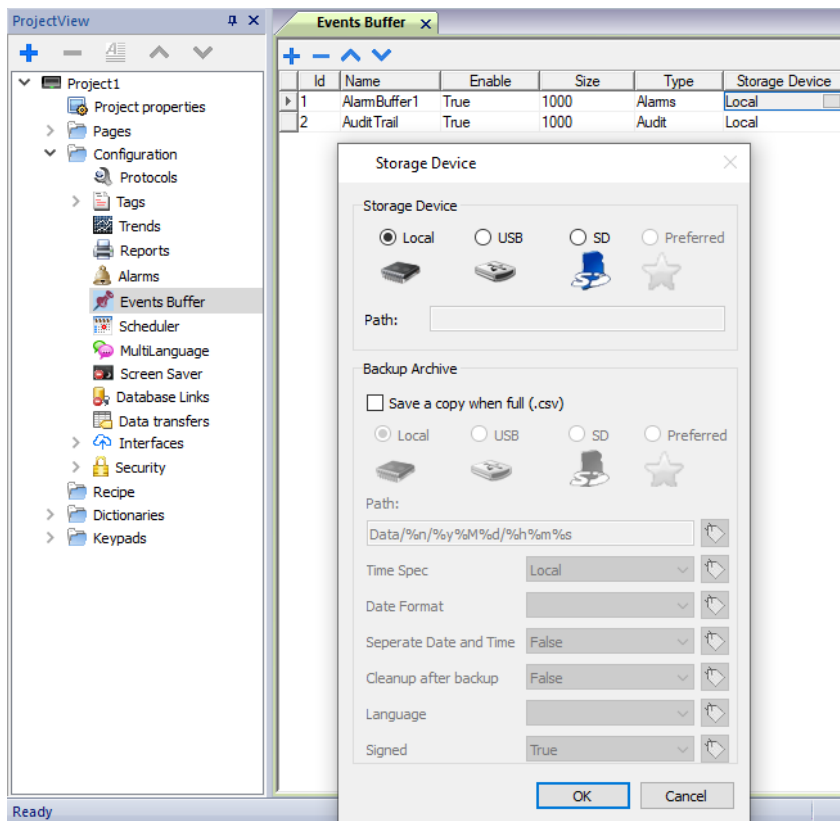 ProjectView
Project1
Project properties
Pages
Configuration
Protocols
Tags
Trends
Reports
Alarms
Events Buffer
Scheduler
MultiLanguage
Screen Saver
Database Links
Data transfers
Interfaces
Security
Recipe
Dictionaries
Keypads
Ready
Events Buffer
Id Name Enable Size Type Storage Device
1 AlarmBuffer1 True 1000 Alarms Local
2 AuditTrail True 1000 Audit Local
Storage Device
Storage Device
Local USB SD Preferred
Path:
Backup Archive
Save a copy when full (.csv)
Local USB SD Preferred
Path:
Data/%n/%y%M%d/%h%m%s
Time Spec Local
Date Format
Seperate Date and Time False
Cleanup after backup False
Language
Signed True
OK Cancel